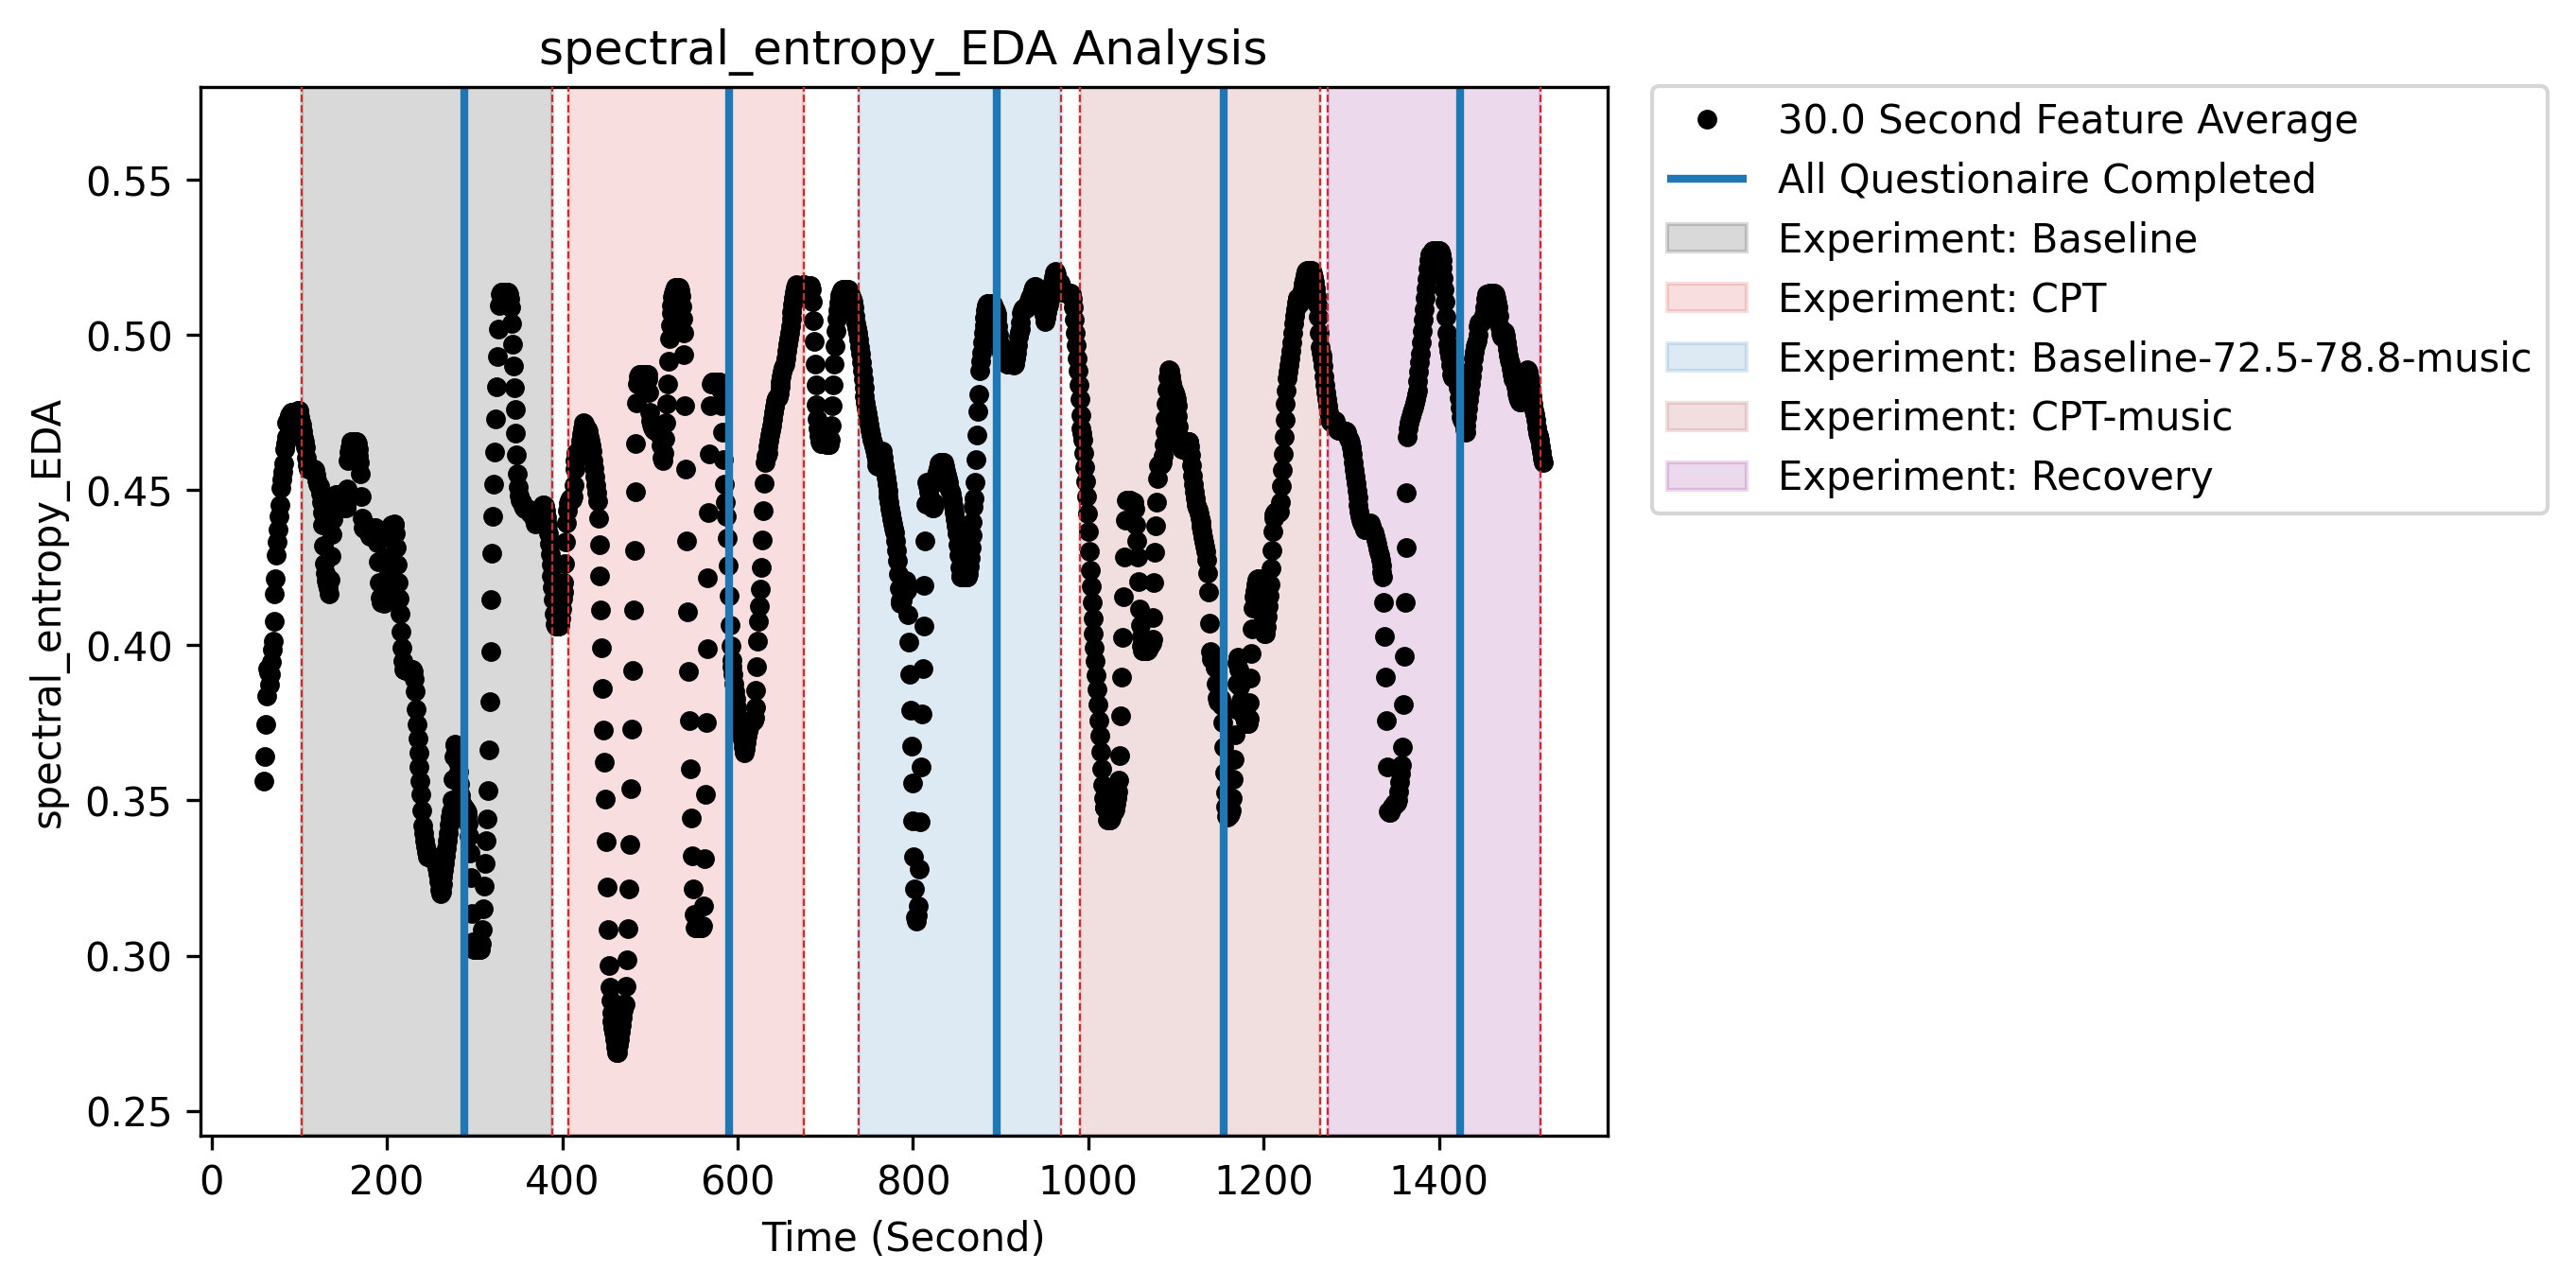 spectral_entropy_EDA Analysis
spectral_entropy_EDA
0.55
0.50
0.45
0.40
0.35
0.30
0.25
0 200 400 600 800 1000 1200 1400
Time (Second)
30.0 Second Feature Average
All Questionaire Completed
Experiment: Baseline
Experiment: CPT
Experiment: Baseline-72.5-78.8-music
Experiment: CPT-music
Experiment: Recovery